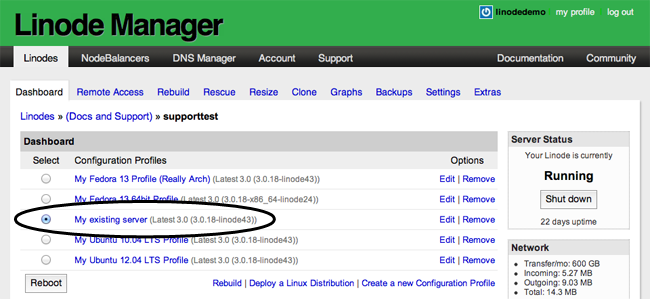 linodedemo my profile log out
Linode Manager
Linodes NodeBalancers DNS Manager Account Support Documentation Community
Dashboard Remote Access Rebuild Rescue Resize Clone Graphs Backups Settings Extras
Linodes » (Docs and Support) » supporttest
Dashboard
Select Configuration Profiles Options
My Fedora 13 Profile (Really Arch) (Latest 3.0 (3.0.18-linode43)) Edit | Remove
My Fedora 13 64bit Profile (Latest 3.0 (3.0.18-x86_64-linode24)) Edit | Remove
My existing server (Latest 3.0 (3.0.18-linode43)) Edit | Remove
My Ubuntu 10.04 LTS Profile (Latest 3.0 (3.0.18-linode43)) Edit | Remove
My Ubuntu 12.04 LTS Profile (Latest 3.0 (3.0.18-linode43)) Edit | Remove
Reboot
Rebuild | Deploy a Linux Distribution | Create a new Configuration Profile
Server Status
Your Linode is currently
Running
Shut down
22 days uptime
Network
Transfer/mo: 600 GB
Incoming: 5.27 MB
Outgoing: 9.03 MB
Total: 14.3 MB